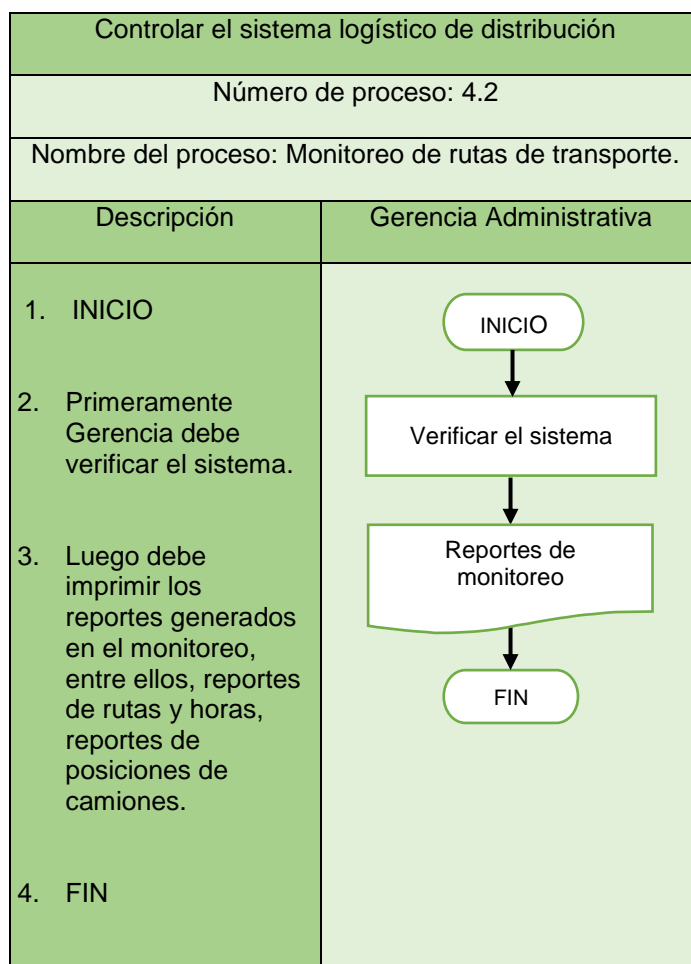 Controlar el sistema logístico de distribución
Número de proceso: 4.2
Nombre del proceso: Monitoreo de rutas de transporte.
Descripción
Gerencia Administrativa
1. INICIO
2. Primeramente
Gerencia debe
verificar el sistema.
3. Luego debe
imprimir los
reportes generados
en el monitoreo,
entre ellos, reportes
de rutas y horas,
reportes de
posiciones de
camiones.
4. FIN
INICIO
Verificar el sistema
Reportes de
monitoreo
FIN